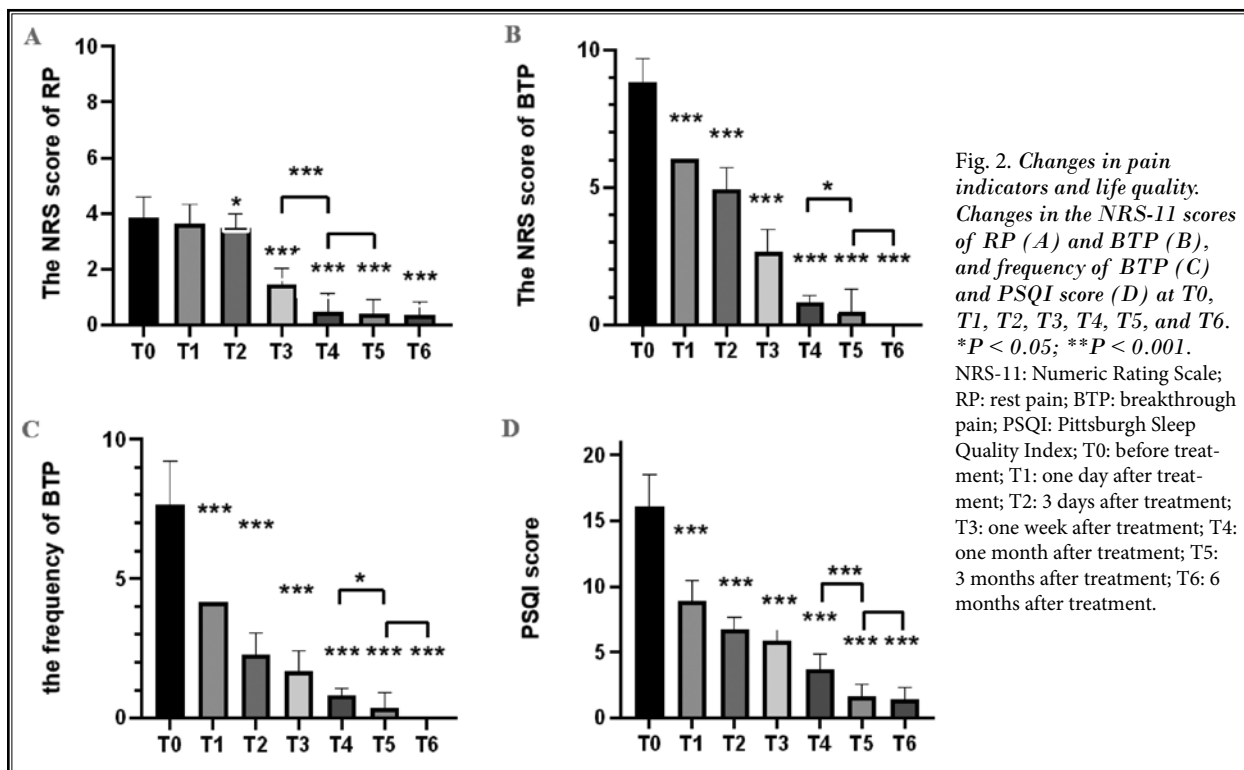 A
The NRS score of RP
10
8
6
4
2
0
*
***
***
***
***
***
T0 T1 T2 T3 T4 T5 T6
B
The NRS score of BTP
10
5
0
***
***
***
*
*** *** ***
T0 T1 T2 T3 T4 T5 T6
C
the frequency of BTP
10
5
0
***
***
***
*
*** *** ***
T0 T1 T2 T3 T4 T5 T6
D
PSQI score
20
15
10
5
0
***
***
***
***
***
*** ***
T0 T1 T2 T3 T4 T5 T6
Fig. 2. Changes in pain
indicators and life quality.
Changes in the NRS-11 scores
of RP (A) and BTP (B),
and frequency of BTP (C)
and PSQI score (D) at T0,
T1, T2, T3, T4, T5, and T6.
*P < 0.05; **P < 0.001.
NRS-11: Numeric Rating Scale;
RP: rest pain; BTP: breakthrough
pain; PSQI: Pittsburgh Sleep
Quality Index; T0: before treat-
ment; T1: one day after treat-
ment; T2: 3 days after treatment;
T3: one week after treatment; T4:
one month after treatment; T5:
3 months after treatment; T6: 6
months after treatment.